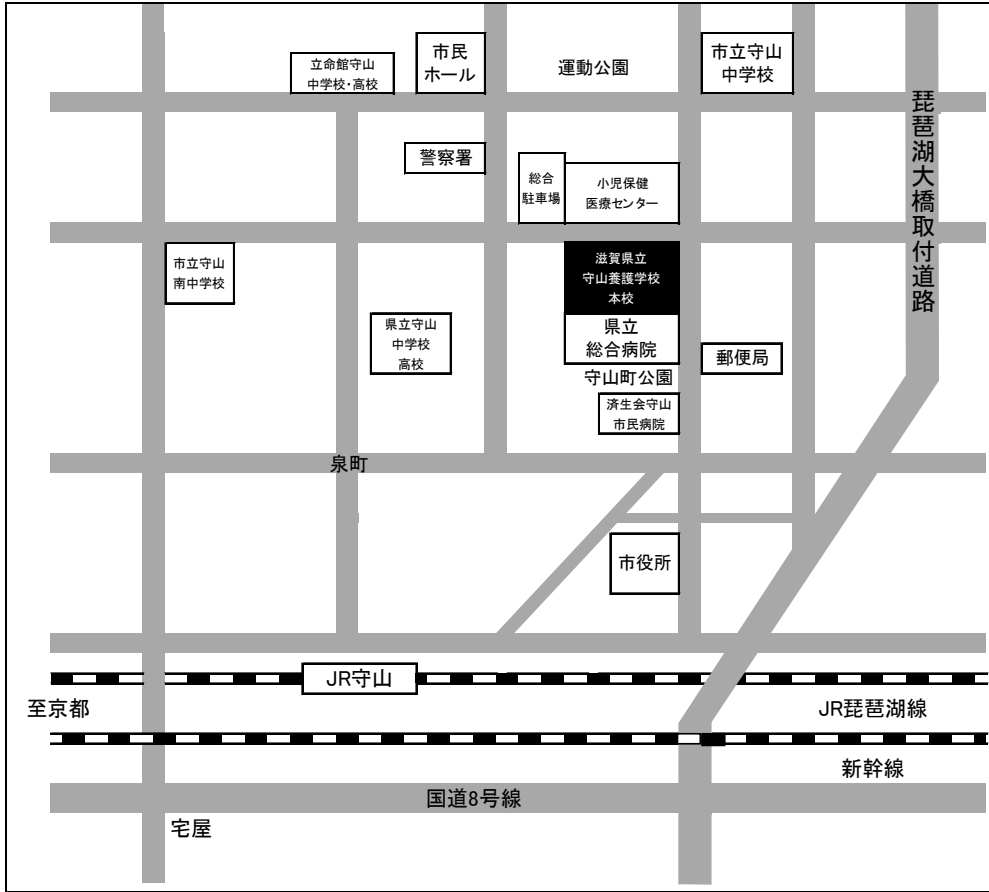 立命館守山
中学校・高校
市民
ホール
運動公園
市立守山
中学校
琵琶湖大橋取付道路
警察署
総合
駐車場
小児保健
医療センター
市立守山
南中学校
滋賀県立
守山養護学校
本校
県立守山
中学校
高校
県立
総合病院
郵便局
守山町公園
済生会守山
市民病院
泉町
市役所
JR守山
至京都
JR琵琶湖線
新幹線
国道8号線
宅屋